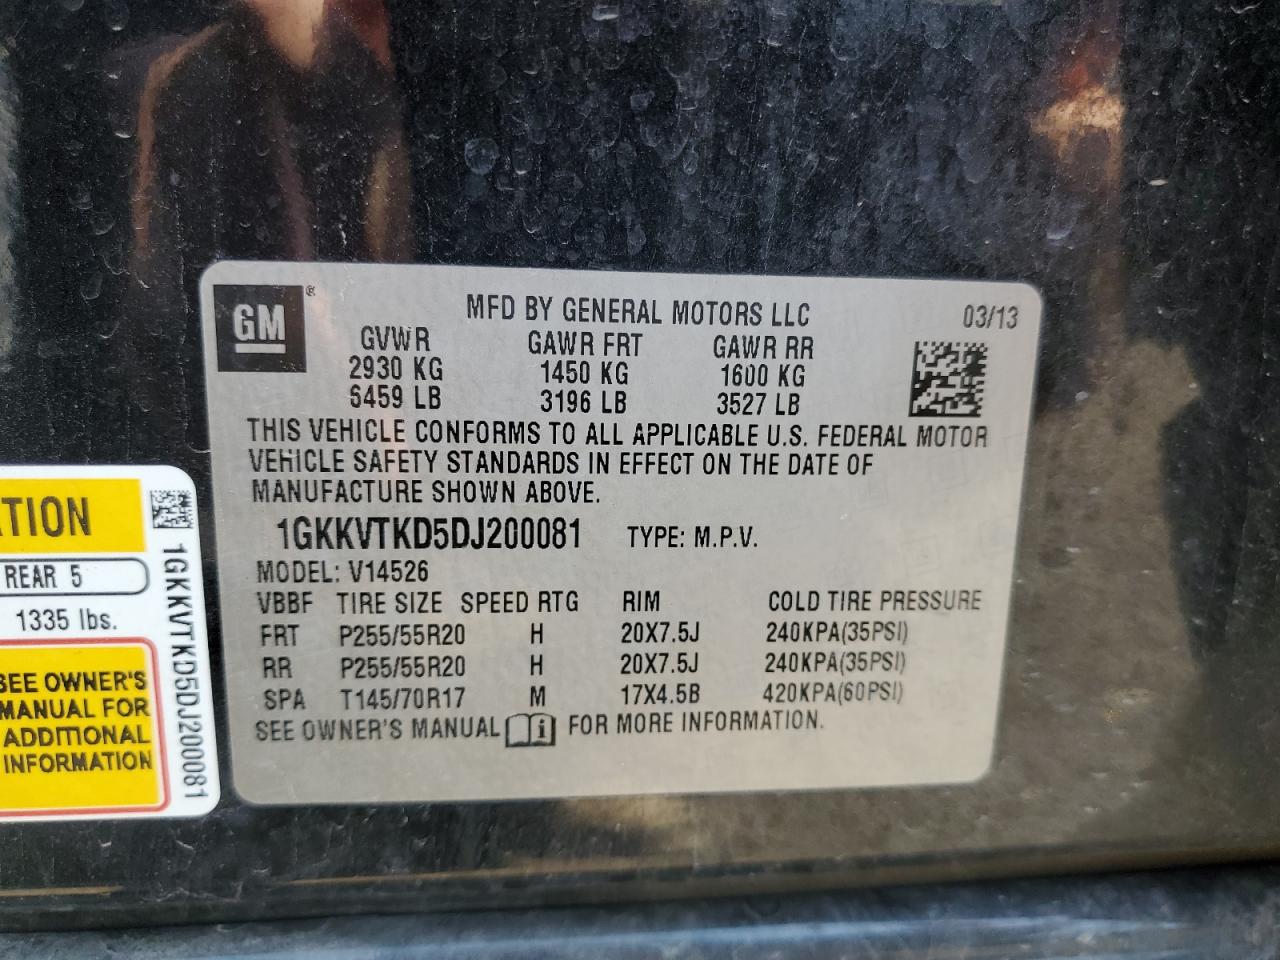 GM ®
MFD BY GENERAL MOTORS LLC 03/13
GVWR GAWR FRT GAWR RR
2930 KG 1450 KG 1600 KG
6459 LB 3196 LB 3527 LB
THIS VEHICLE CONFORMS TO ALL APPLICABLE U.S. FEDERAL MOTOR
VEHICLE SAFETY STANDARDS IN EFFECT ON THE DATE OF
MANUFACTURE SHOWN ABOVE.
1GKKVTKD5DJ200081 TYPE: M.P.V.
MODEL: V14526
VBBF TIRE SIZE SPEED RTG RIM COLD TIRE PRESSURE
FRT P255/55R20 H 20X7.5J 240KPA(35PSI)
RR P255/55R20 H 20X7.5J 240KPA(35PSI)
SPA T145/70R17 M 17X4.5B 420KPA(60PSI)
SEE OWNER'S MANUAL FOR MORE INFORMATION.
ATION
REAR 5
1335 lbs.
SEE OWNER'S
MANUAL FOR
ADDITIONAL
INFORMATION
1GKKVTKD5DJ200081